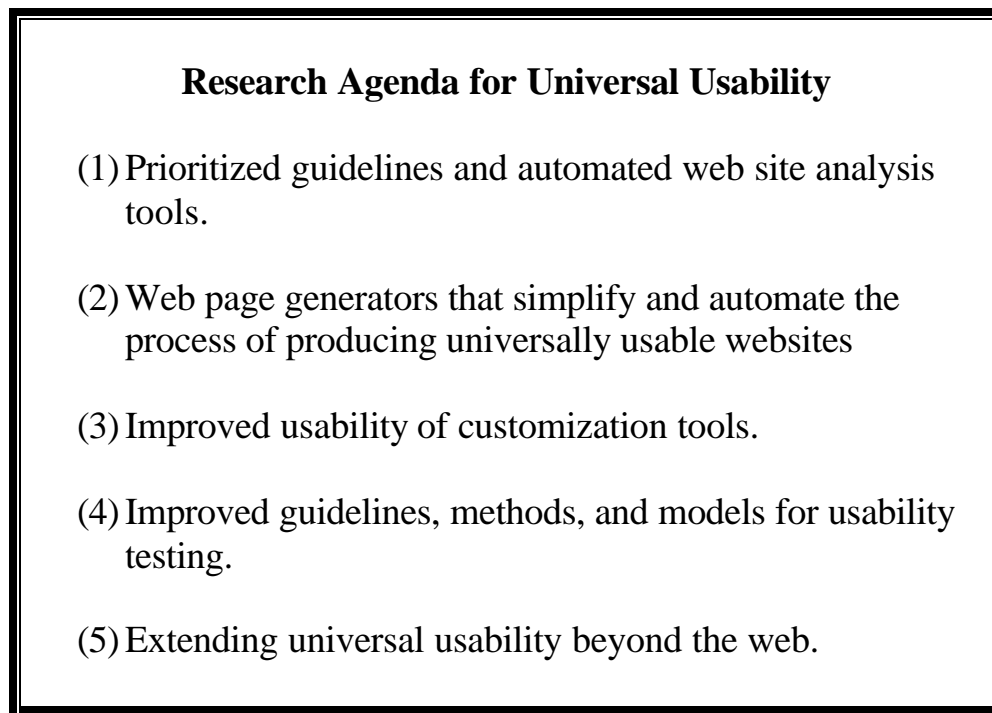 Research Agenda for Universal Usability
(1) Prioritized guidelines and automated web site analysis
tools.
(2) Web page generators that simplify and automate the
process of producing universally usable websites
(3) Improved usability of customization tools.
(4) Improved guidelines, methods, and models for usability
testing.
(5) Extending universal usability beyond the web.